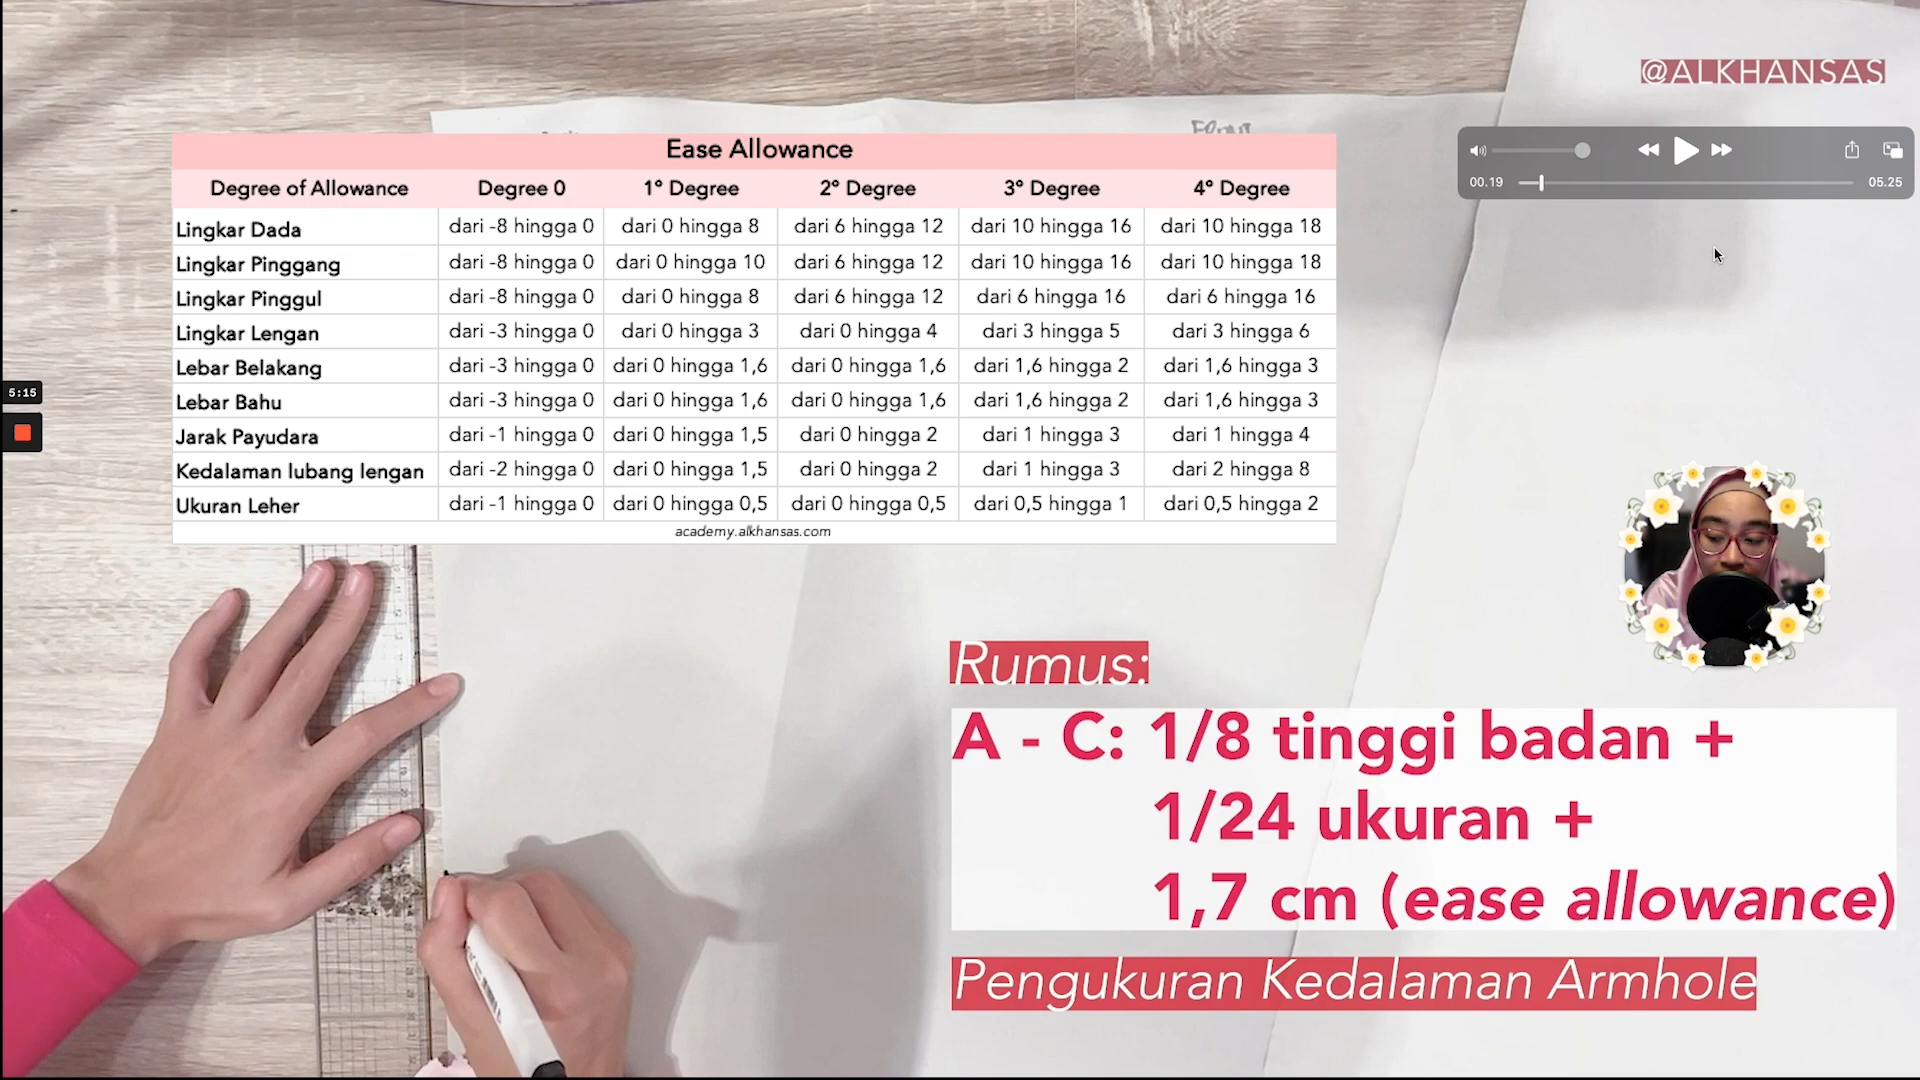 @ALKHANSAS
Ease Allowance
Degree of Allowance Degree 0 1° Degree 2° Degree 3° Degree 4° Degree
Lingkar Dada dari -8 hingga 0 dari 0 hingga 8 dari 6 hingga 12 dari 10 hingga 16 dari 10 hingga 18
Lingkar Pinggang dari -8 hingga 0 dari 0 hingga 10 dari 6 hingga 12 dari 10 hingga 16 dari 10 hingga 18
Lingkar Pinggul dari -8 hingga 0 dari 0 hingga 8 dari 6 hingga 12 dari 6 hingga 16 dari 6 hingga 16
Lingkar Lengan dari -3 hingga 0 dari 0 hingga 3 dari 0 hingga 4 dari 3 hingga 5 dari 3 hingga 6
Lebar Belakang dari -3 hingga 0 dari 0 hingga 1,6 dari 0 hingga 1,6 dari 1,6 hingga 2 dari 1,6 hingga 3
Lebar Bahu dari -3 hingga 0 dari 0 hingga 1,6 dari 0 hingga 1,6 dari 1,6 hingga 2 dari 1,6 hingga 3
Jarak Payudara dari -1 hingga 0 dari 0 hingga 1,5 dari 0 hingga 2 dari 1 hingga 3 dari 1 hingga 4
Kedalaman lubang lengan dari -2 hingga 0 dari 0 hingga 1,5 dari 0 hingga 2 dari 1 hingga 3 dari 2 hingga 8
Ukuran Leher dari -1 hingga 0 dari 0 hingga 0,5 dari 0 hingga 0,5 dari 0,5 hingga 1 dari 0,5 hingga 2
academy.alkhansas.com
00.19 05.25
5:15
Rumus:
A - C: 1/8 tinggi badan +
1/24 ukuran +
1,7 cm (ease allowance)
Pengukuran Kedalaman Armhole